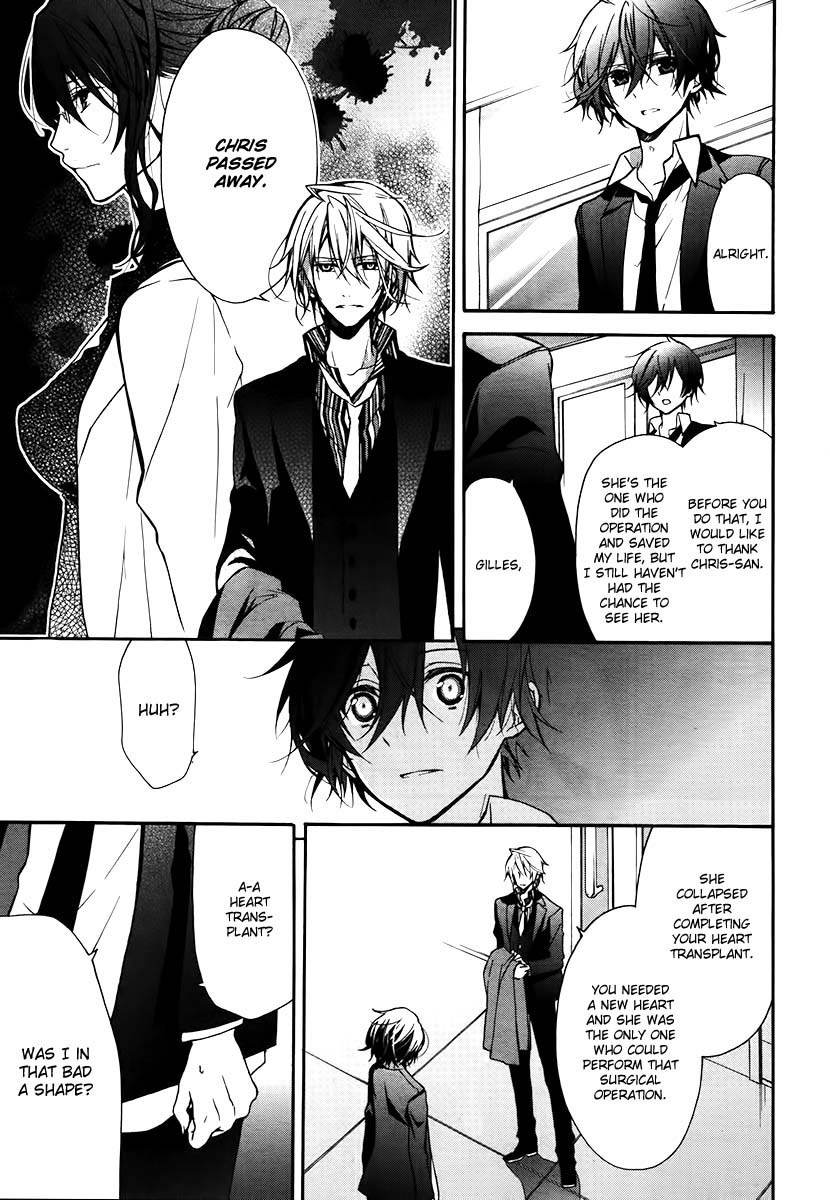 ALRIGHT.
BEFORE YOU
DO THAT, I
WOULD LIKE
TO THANK
CHRIS-SAN.
SHE'S THE
ONE WHO
DID THE
OPERATION
AND SAVED
MY LIFE, BUT
I STILL HAVEN'T
HAD THE
CHANCE TO
SEE HER.
GILLES,
CHRIS
PASSED
AWAY.
HUH?
SHE
COLLAPSED
AFTER
COMPLETING
YOUR HEART
TRANSPLANT.
YOU NEEDED
A NEW HEART
AND SHE WAS
THE ONLY ONE
WHO COULD
PERFORM THAT
SURGICAL
OPERATION.
A-A
HEART
TRANS-
PLANT?
WAS I IN
THAT BAD
A SHAPE?